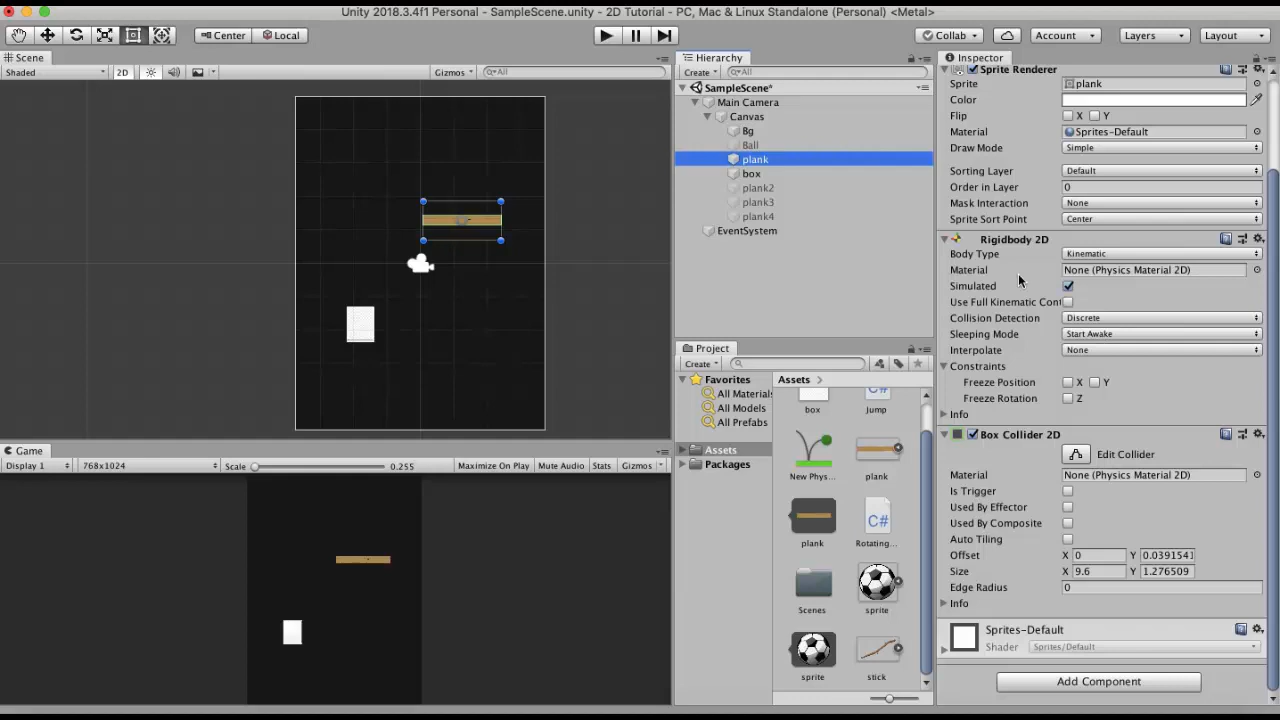 Unity 2018.3.4f1 Personal - SampleScene.unity - 2D Tutorial - PC, Mac & Linux Standalone (Personal) <Metal>
Center Local Collab Account Layers Layout
Scene
Shaded 2D Gizmos All
Hierarchy
Create All
SampleScene*
Main Camera
Canvas
Bg
Ball
plank
box
plank2
plank3
plank4
EventSystem
Project
Create
Favorites
All Materials
All Models
All Prefabs
Assets
Packages
Assets
box Jump
New Phys... plank
plank Rotating...
Scenes sprite
sprite stick
C#
Game
Display 1 768x1024 Scale 0.255 Maximize On Play Mute Audio Stats Gizmos
Inspector
Sprite Renderer
Sprite plank
Color
Flip X Y
Material Sprites-Default
Draw Mode Simple
Sorting Layer Default
Order in Layer 0
Mask Interaction None
Sprite Sort Point Center
Rigidbody 2D
Body Type Kinematic
Material None (Physics Material 2D)
Simulated
Use Full Kinematic Cont
Collision Detection Discrete
Sleeping Mode Start Awake
Interpolate None
Constraints
Freeze Position X Y
Freeze Rotation Z
Info
Box Collider 2D
Edit Collider
Material None (Physics Material 2D)
Is Trigger
Used By Effector
Used By Composite
Auto Tiling
Offset X 0 Y 0.0391541
Size X 9.6 Y 1.276509
Edge Radius 0
Info
Sprites-Default
Shader Sprites/Default
Add Component